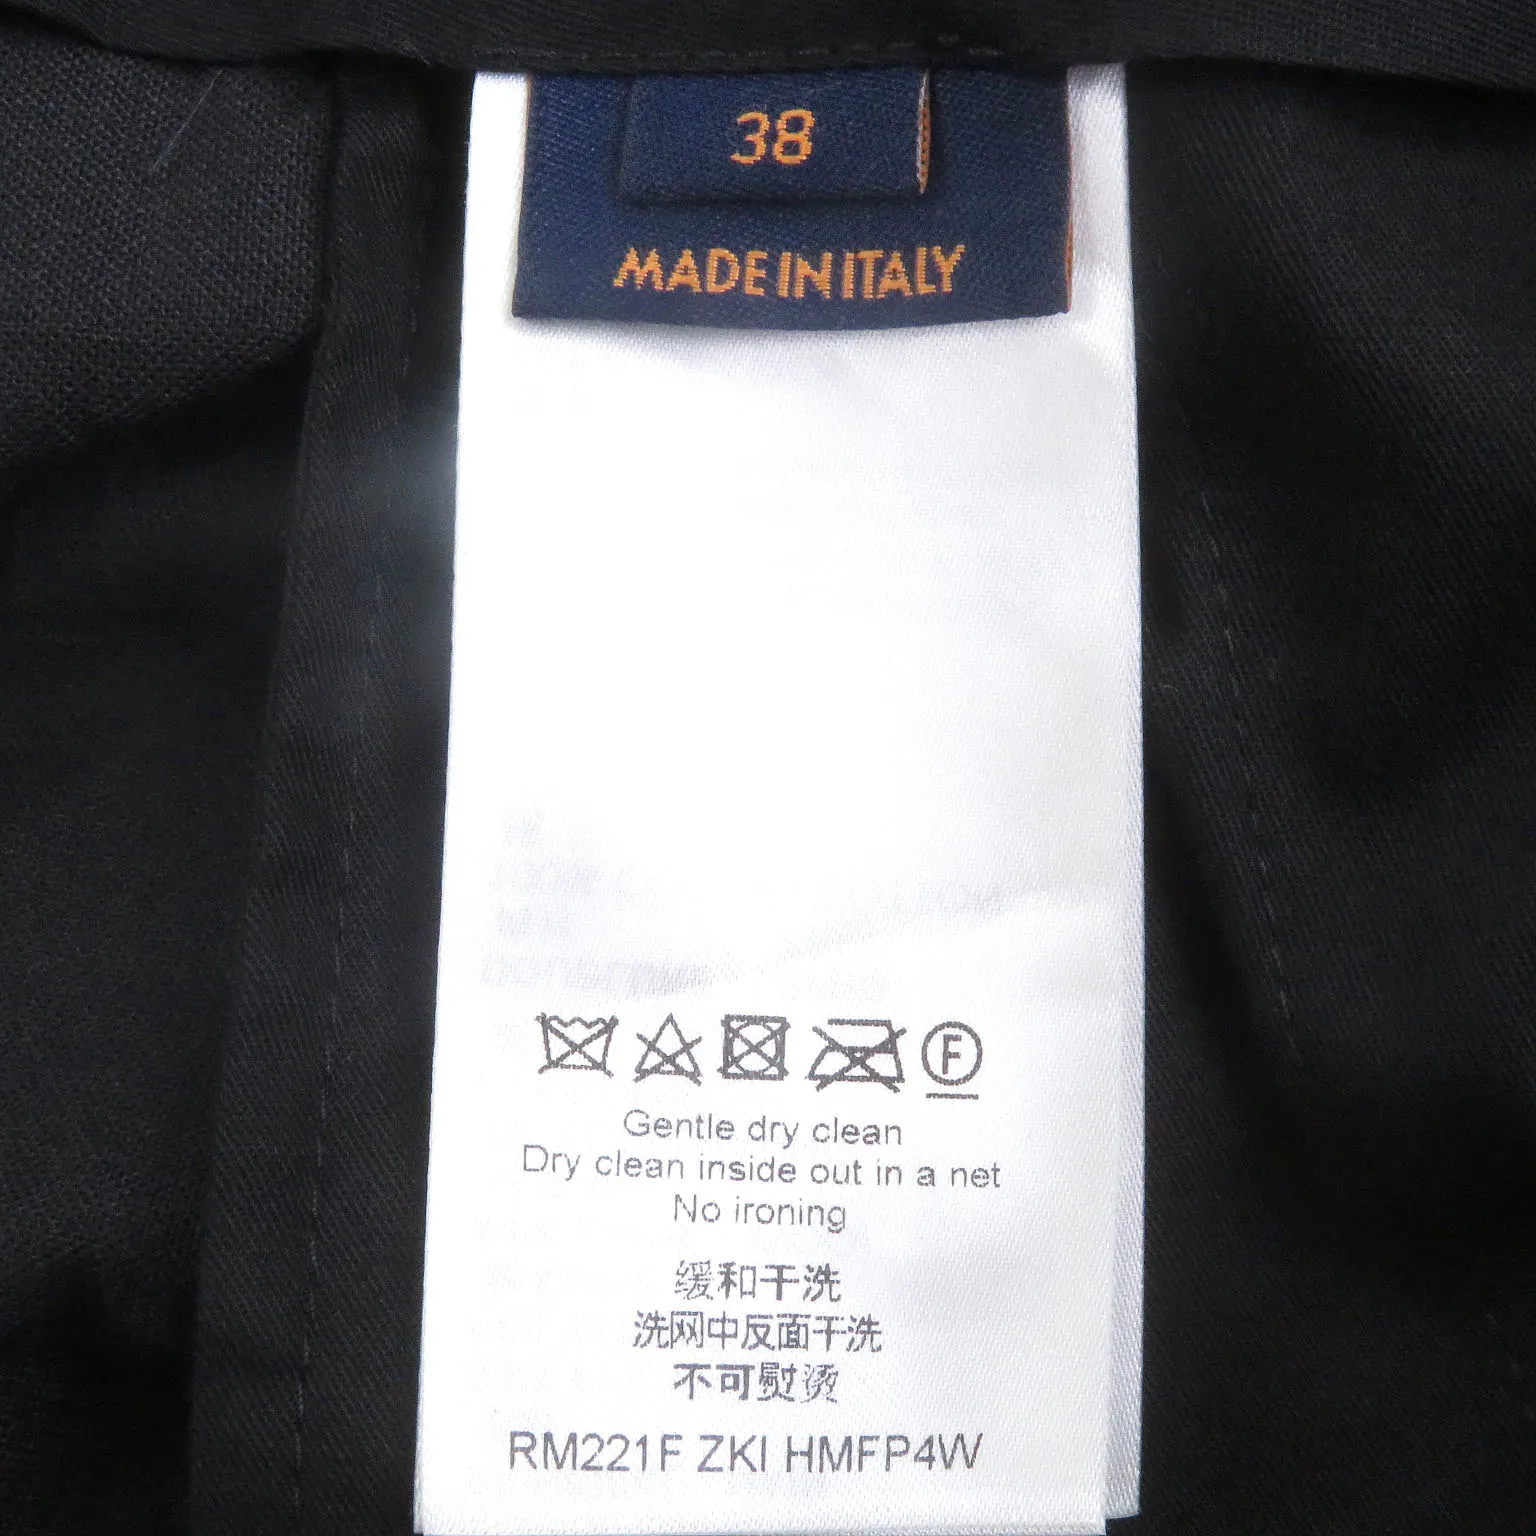 38
MADE IN ITALY
F
Gentle dry clean
Dry clean inside out in a net
No ironing
缓和干洗
洗网中反面干洗
不可熨烫
RM221F ZKI HMFP4W